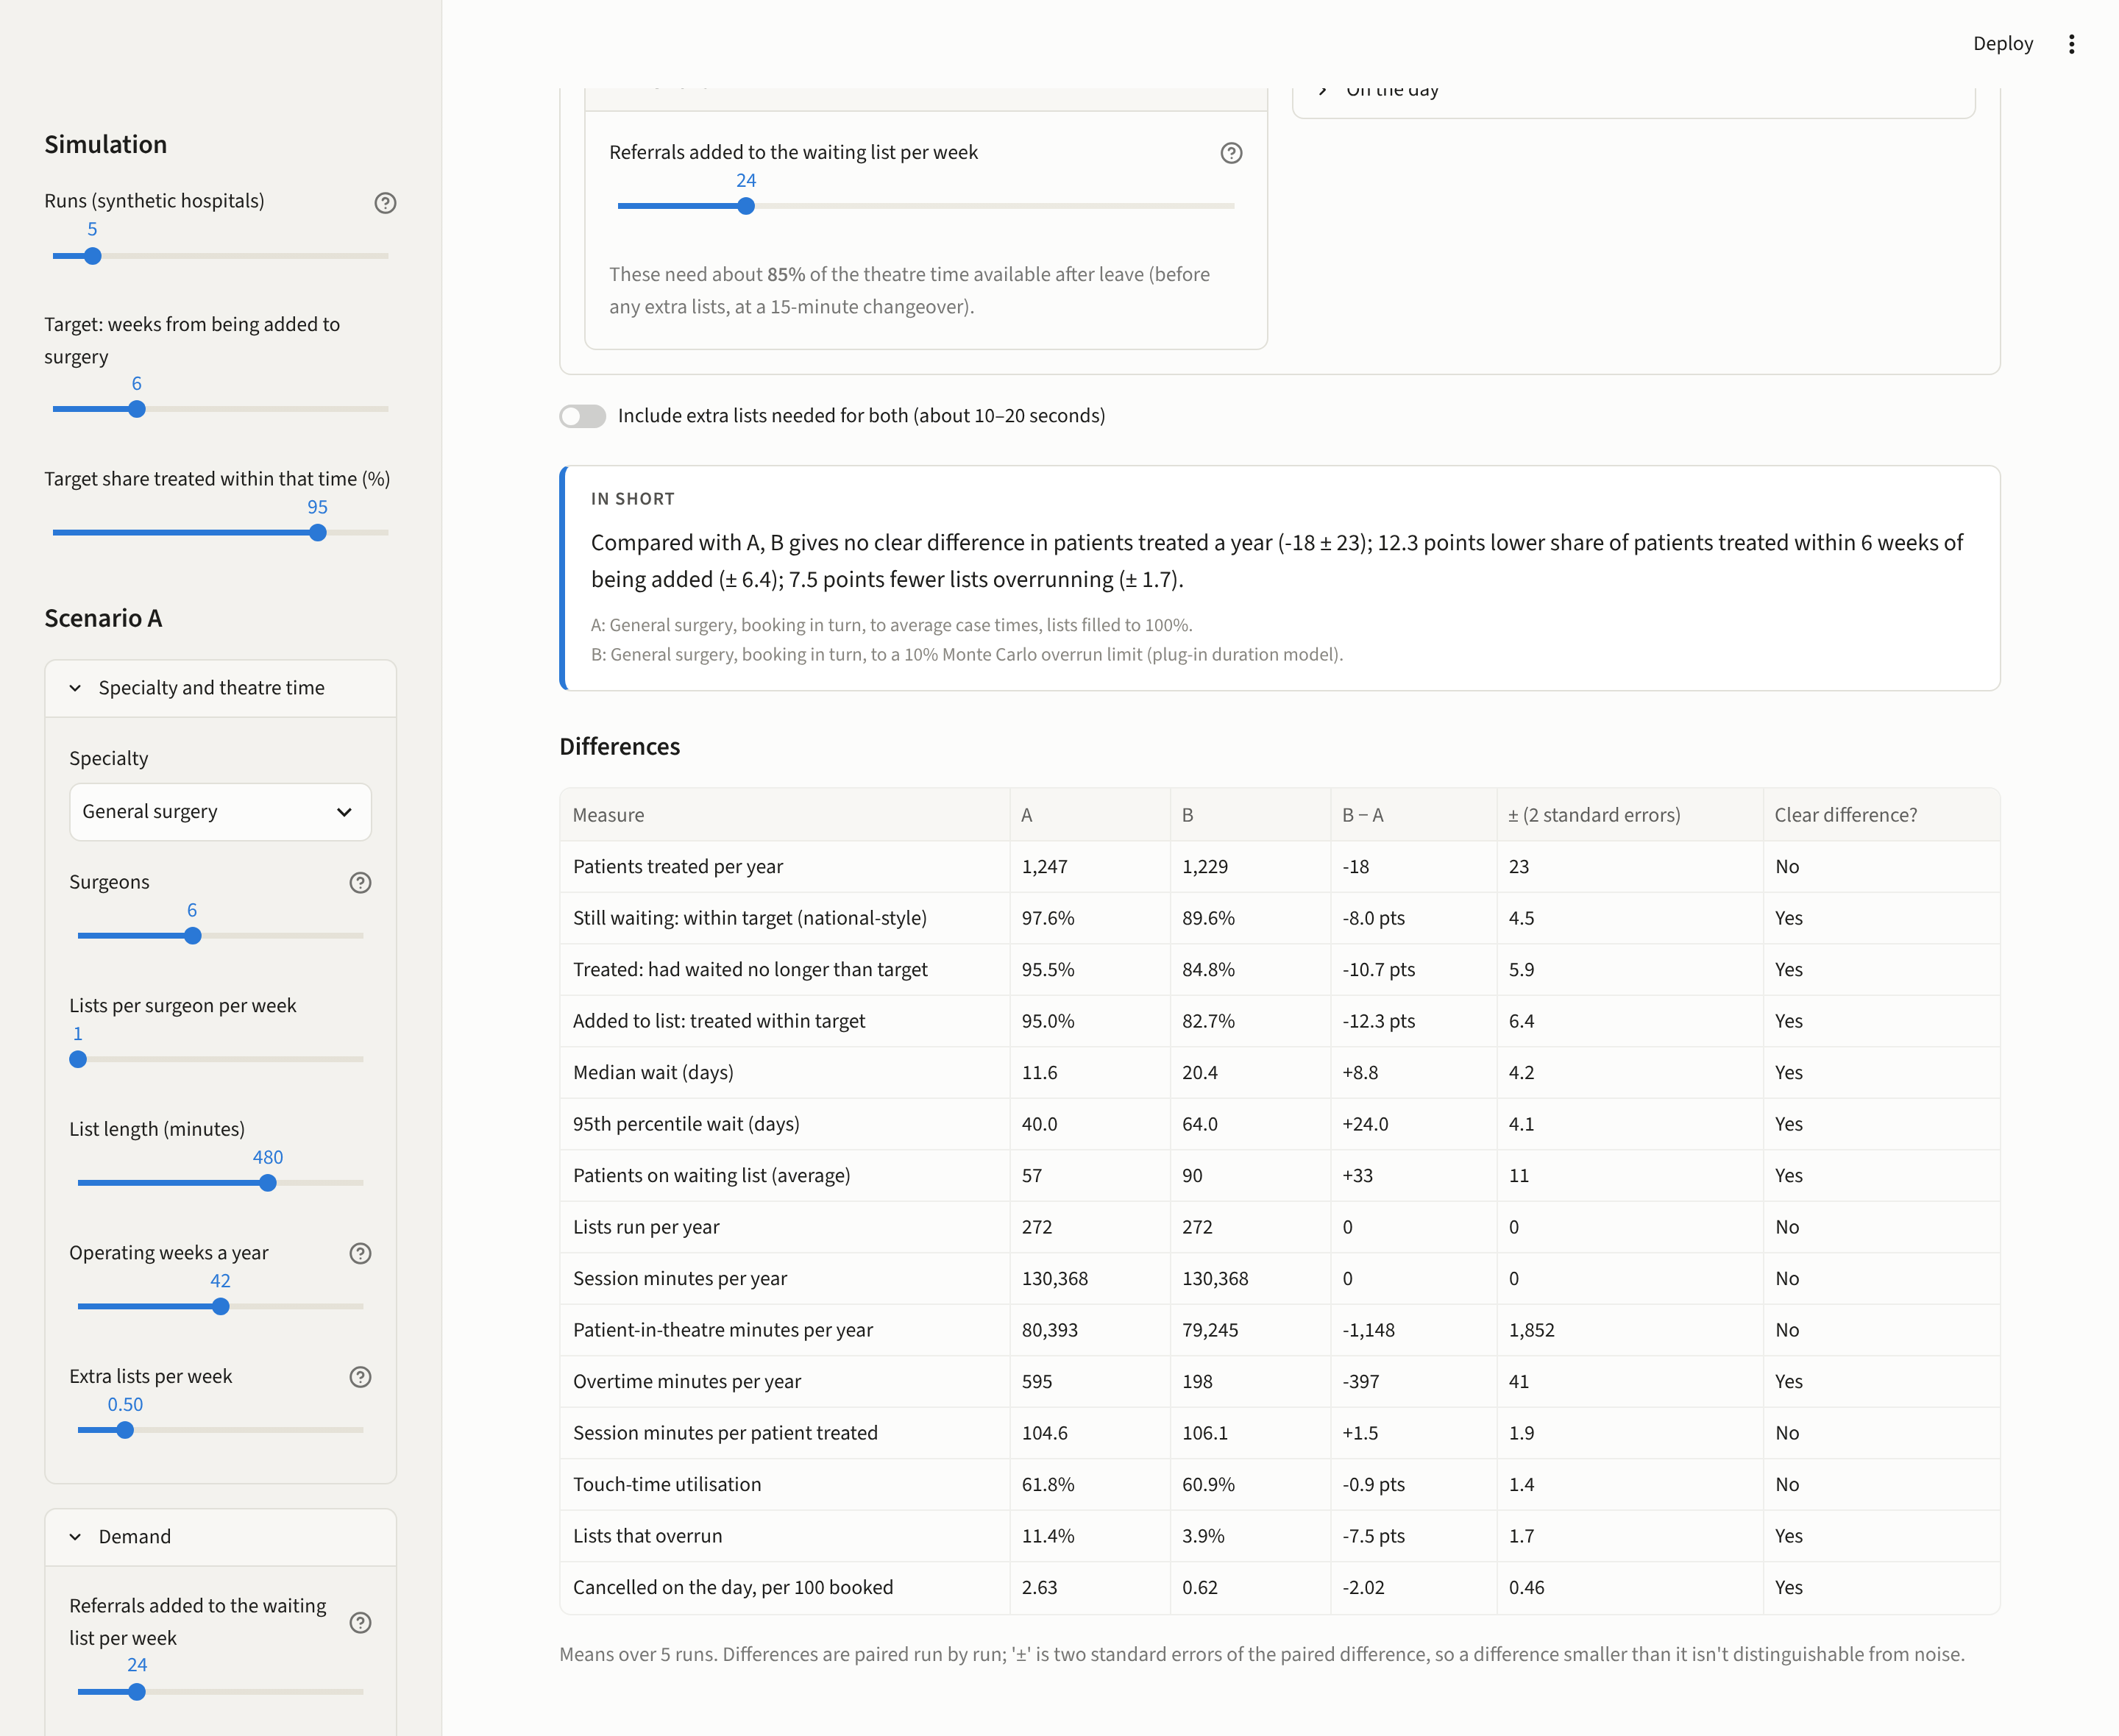 Deploy
Simulation
Runs (synthetic hospitals)
5
Target: weeks from being added to
surgery
6
Target share treated within that time (%)
95
Scenario A
Specialty and theatre time
Specialty
General surgery
Surgeons
6
Lists per surgeon per week
1
List length (minutes)
480
Operating weeks a year
42
Extra lists per week
0.50
Demand
Referrals added to the waiting
list per week
24
On the day
Referrals added to the waiting list per week
24
These need about 85% of the theatre time available after leave (before
any extra lists, at a 15-minute changeover).
Include extra lists needed for both (about 10–20 seconds)
IN SHORT
Compared with A, B gives no clear difference in patients treated a year (-18 ± 23); 12.3 points lower share of patients treated within 6 weeks of
being added (± 6.4); 7.5 points fewer lists overrunning (± 1.7).
A: General surgery, booking in turn, to average case times, lists filled to 100%.
B: General surgery, booking in turn, to a 10% Monte Carlo overrun limit (plug-in duration model).
Differences
Measure A B B − A ± (2 standard errors) Clear difference?
Patients treated per year 1,247 1,229 -18 23 No
Still waiting: within target (national-style) 97.6% 89.6% -8.0 pts 4.5 Yes
Treated: had waited no longer than target 95.5% 84.8% -10.7 pts 5.9 Yes
Added to list: treated within target 95.0% 82.7% -12.3 pts 6.4 Yes
Median wait (days) 11.6 20.4 +8.8 4.2 Yes
95th percentile wait (days) 40.0 64.0 +24.0 4.1 Yes
Patients on waiting list (average) 57 90 +33 11 Yes
Lists run per year 272 272 0 0 No
Session minutes per year 130,368 130,368 0 0 No
Patient-in-theatre minutes per year 80,393 79,245 -1,148 1,852 No
Overtime minutes per year 595 198 -397 41 Yes
Session minutes per patient treated 104.6 106.1 +1.5 1.9 No
Touch-time utilisation 61.8% 60.9% -0.9 pts 1.4 No
Lists that overrun 11.4% 3.9% -7.5 pts 1.7 Yes
Cancelled on the day, per 100 booked 2.63 0.62 -2.02 0.46 Yes
Means over 5 runs. Differences are paired run by run; '±' is two standard errors of the paired difference, so a difference smaller than it isn't distinguishable from noise.